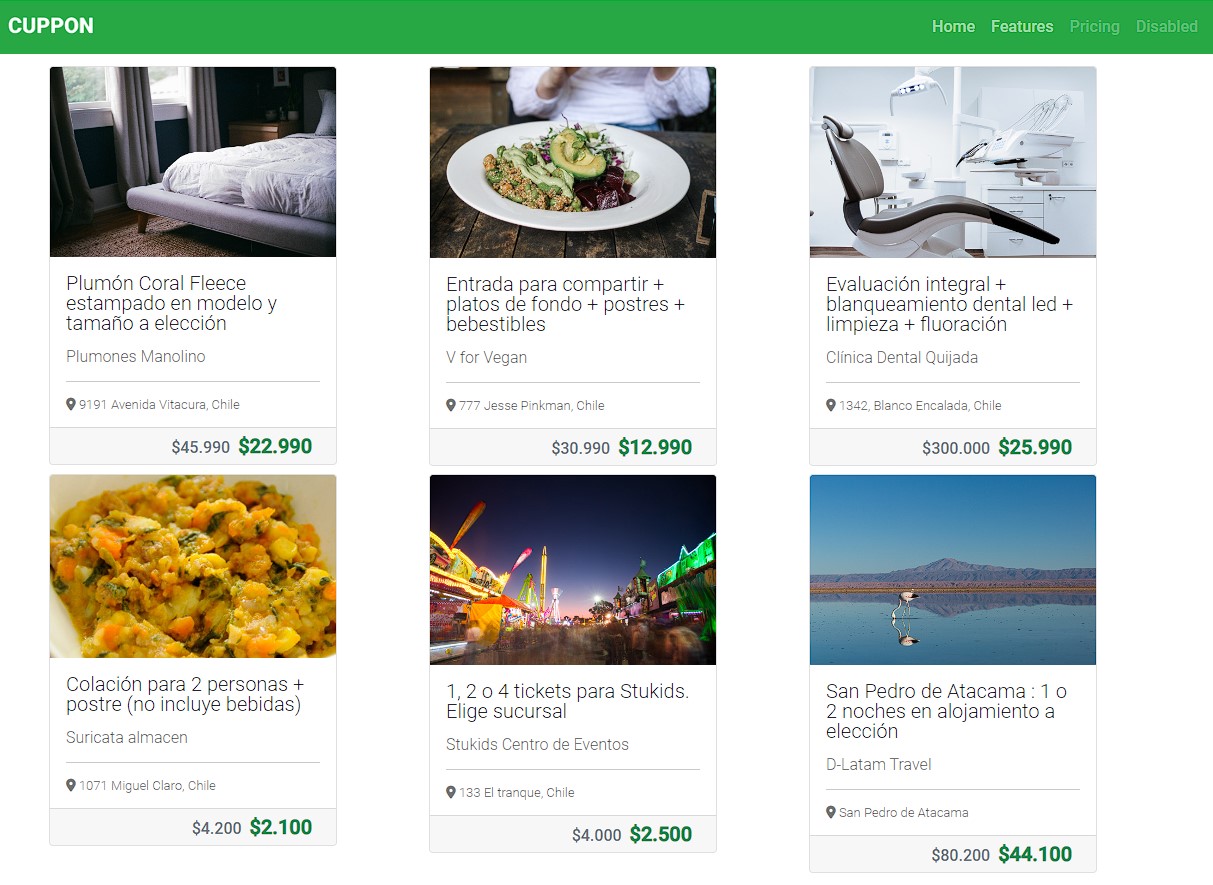 CUPPON
Home Features Pricing Disabled
Plumón Coral Fleece
estampado en modelo y
tamaño a elección
Plumones Manolino
9191 Avenida Vitacura, Chile
$45.990 $22.990
Entrada para compartir +
platos de fondo + postres +
bebestibles
V for Vegan
777 Jesse Pinkman, Chile
$30.990 $12.990
Evaluación integral +
blanqueamiento dental led +
limpieza + fluoración
Clínica Dental Quijada
1342, Blanco Encalada, Chile
$300.000 $25.990
Colación para 2 personas +
postre (no incluye bebidas)
Suricata almacen
1071 Miguel Claro, Chile
$4.200 $2.100
1, 2 o 4 tickets para Stukids.
Elige sucursal
Stukids Centro de Eventos
133 El tranque, Chile
$4.000 $2.500
San Pedro de Atacama : 1 o
2 noches en alojamiento a
elección
D-Latam Travel
San Pedro de Atacama
$80.200 $44.100